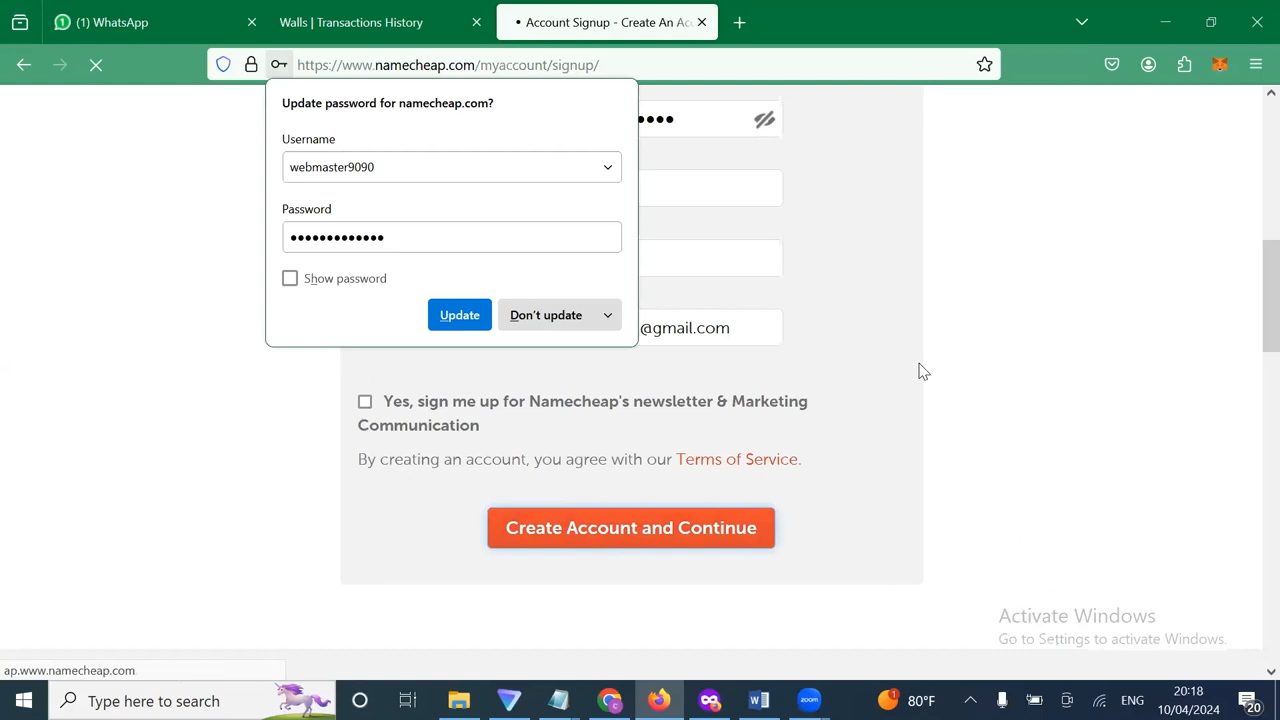 (1) WhatsApp
Walls | Transactions History
Account Signup - Create An Acc
https://www.namecheap.com/myaccount/signup/
Update password for namecheap.com?
Username
webmaster9090
Password
•••••••••••••
Show password
Update
Don't update
@gmail.com
Yes, sign me up for Namecheap's newsletter & Marketing
Communication
By creating an account, you agree with our Terms of Service.
Create Account and Continue
Activate Windows
Go to Settings to activate Windows.
ap.www.namecheap.com
Type here to search
zoom
1
80°F
ENG
20:18
10/04/2024
20